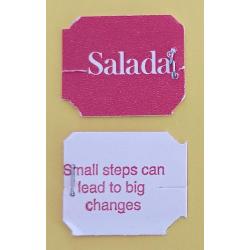 Salada
Small steps can
lead to big
changes